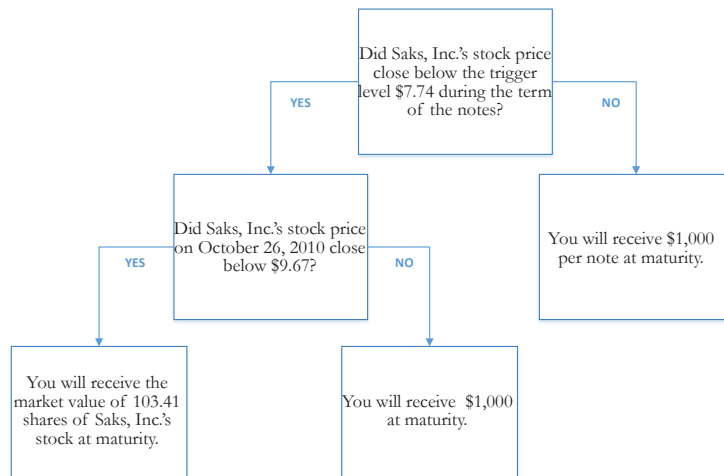 Did Saks, Inc.'s stock price
close below the trigger
level $7.74 during the term
of the notes?
YES
NO
Did Saks, Inc.'s stock price
on October 26, 2010 close
below $9.67?
You will receive $1,000
per note at maturity.
YES
NO
You will receive the
market value of 103.41
shares of Saks, Inc.'s
stock at maturity.
You will receive $1,000
at maturity.